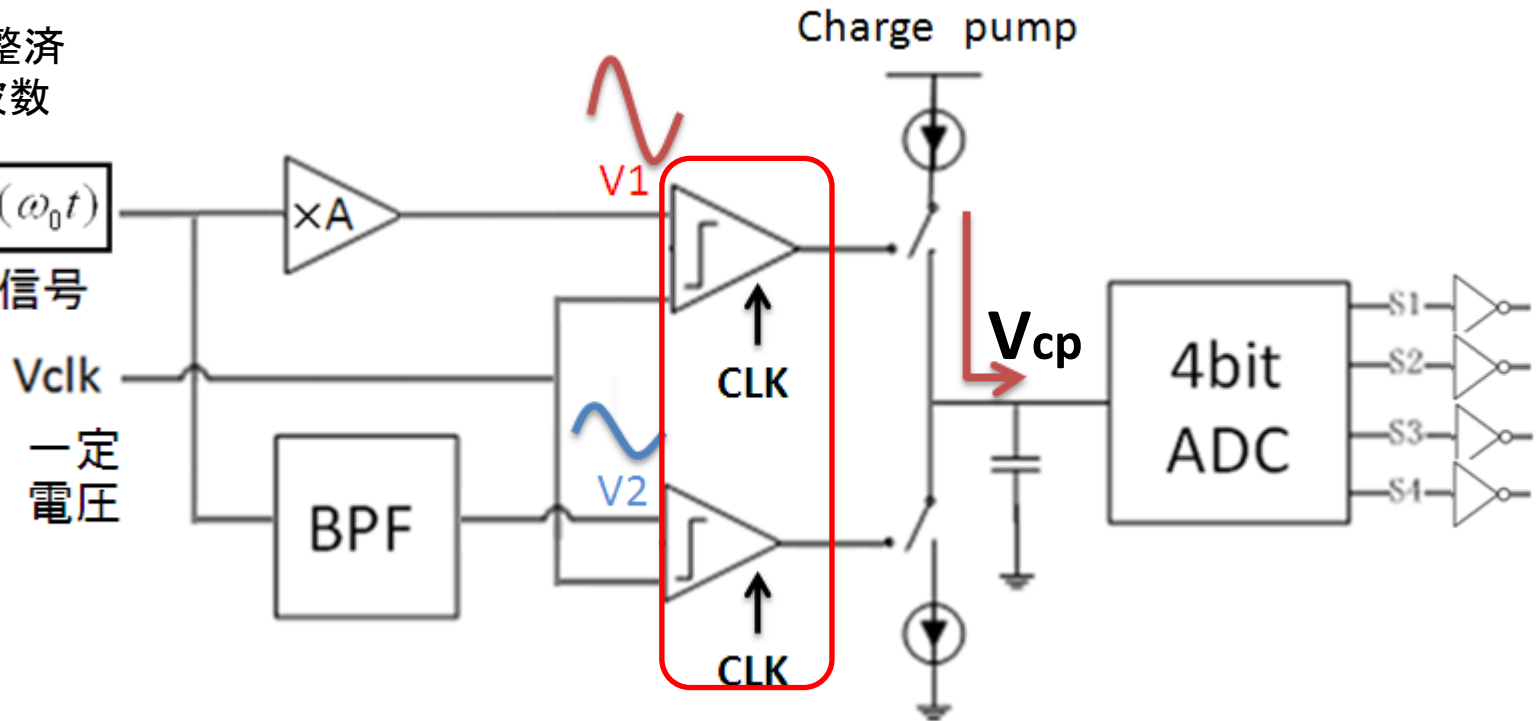 Charge pump
整済
数
(ω₀t)
×A
V1
信号
Vclk
CLK
Vcp
4bit
ADC
S1
S2
S3
S4
一定
電圧
V2
BPF
CLK